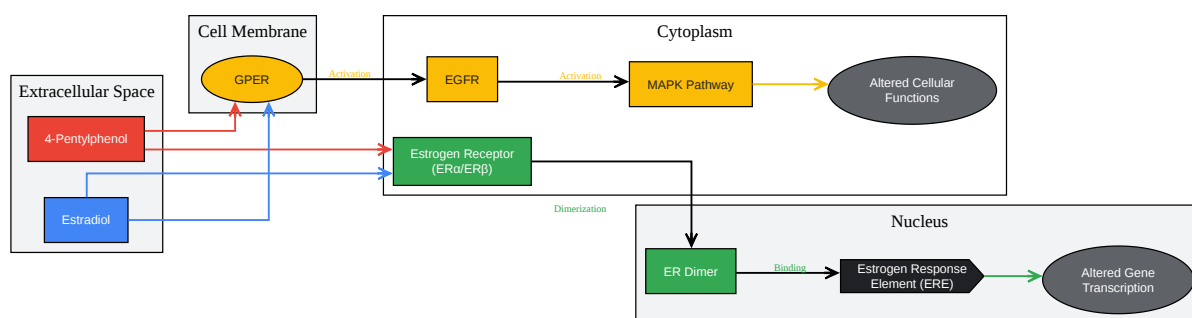 Extracellular Space
4-Pentylphenol
Estradiol
Cell Membrane
GPER
Activation
Cytoplasm
EGFR
Activation
MAPK Pathway
Altered Cellular
Functions
Estrogen Receptor
(ERα/ERβ)
Dimerization
Nucleus
ER Dimer
Binding
Estrogen Response
Element (ERE)
Altered Gene
Transcription